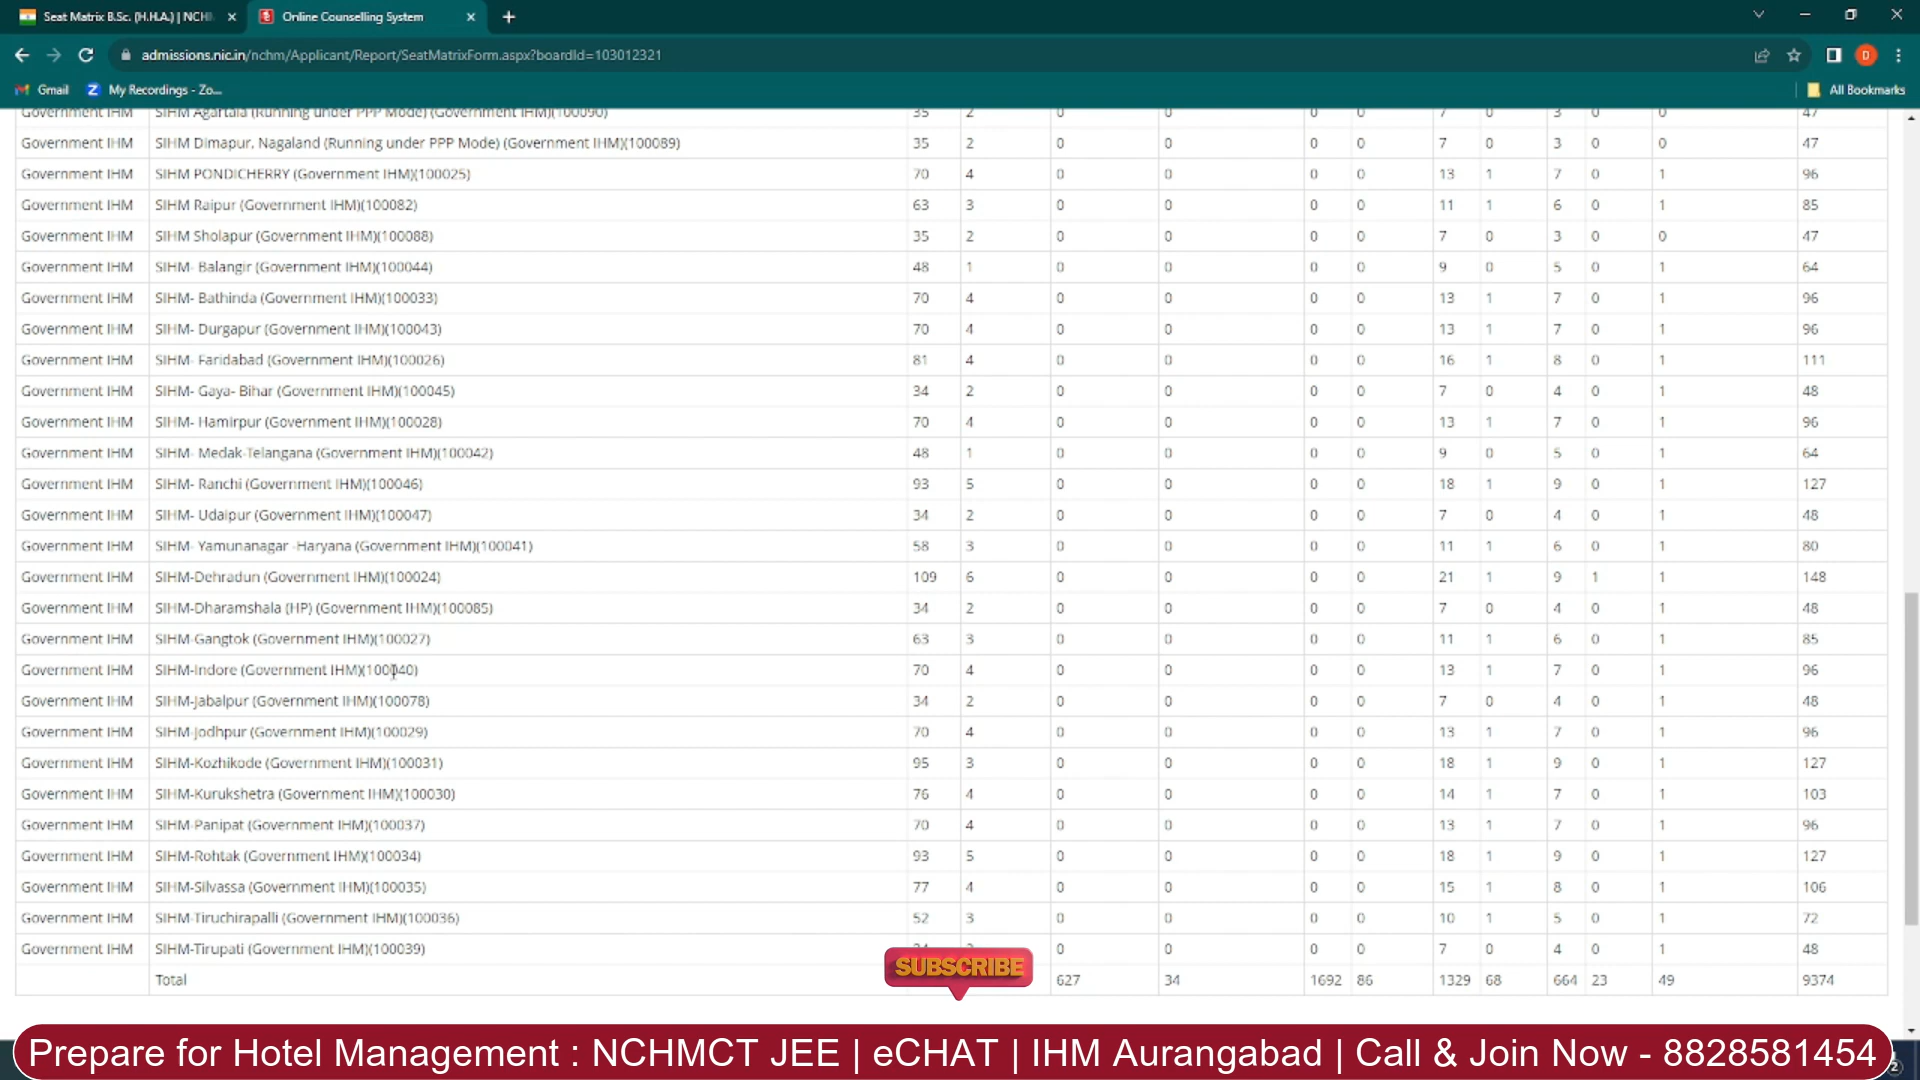 Seat Matrix B.Sc. (H.H.A.) | NCH
Online Counselling System
admissions.nic.in/nchm/Applicant/Report/SeatMatrixForm.aspx?boardId=103012321
D
Gmail My Recordings - Zo... All Bookmarks
Government IHM SIHM Agartala (Running under PPP Mode) (Government IHM)(100090) 35 2 0 0 0 0 7 0 3 0 0 47
Government IHM SIHM Dimapur, Nagaland (Running under PPP Mode) (Government IHM)(100089) 35 2 0 0 0 0 7 0 3 0 0 47
Government IHM SIHM PONDICHERRY (Government IHM)(100025) 70 4 0 0 0 0 13 1 7 0 1 96
Government IHM SIHM Raipur (Government IHM)(100082) 63 3 0 0 0 0 11 1 6 0 1 85
Government IHM SIHM Sholapur (Government IHM)(100088) 35 2 0 0 0 0 7 0 3 0 0 47
Government IHM SIHM- Balangir (Government IHM)(100044) 48 1 0 0 0 0 9 0 5 0 1 64
Government IHM SIHM- Bathinda (Government IHM)(100033) 70 4 0 0 0 0 13 1 7 0 1 96
Government IHM SIHM- Durgapur (Government IHM)(100043) 70 4 0 0 0 0 13 1 7 0 1 96
Government IHM SIHM- Faridabad (Government IHM)(100026) 81 4 0 0 0 0 16 1 8 0 1 111
Government IHM SIHM- Gaya- Bihar (Government IHM)(100045) 34 2 0 0 0 0 7 0 4 0 1 48
Government IHM SIHM- Hamirpur (Government IHM)(100028) 70 4 0 0 0 0 13 1 7 0 1 96
Government IHM SIHM- Medak-Telangana (Government IHM)(100042) 48 1 0 0 0 0 9 0 5 0 1 64
Government IHM SIHM- Ranchi (Government IHM)(100046) 93 5 0 0 0 0 18 1 9 0 1 127
Government IHM SIHM- Udaipur (Government IHM)(100047) 34 2 0 0 0 0 7 0 4 0 1 48
Government IHM SIHM- Yamunanagar -Haryana (Government IHM)(100041) 58 3 0 0 0 0 11 1 6 0 1 80
Government IHM SIHM-Dehradun (Government IHM)(100024) 109 6 0 0 0 0 21 1 9 1 1 148
Government IHM SIHM-Dharamshala (HP) (Government IHM)(100085) 34 2 0 0 0 0 7 0 4 0 1 48
Government IHM SIHM-Gangtok (Government IHM)(100027) 63 3 0 0 0 0 11 1 6 0 1 85
Government IHM SIHM-Indore (Government IHM)(100040) 70 4 0 0 0 0 13 1 7 0 1 96
Government IHM SIHM-Jabalpur (Government IHM)(100078) 34 2 0 0 0 0 7 0 4 0 1 48
Government IHM SIHM-Jodhpur (Government IHM)(100029) 70 4 0 0 0 0 13 1 7 0 1 96
Government IHM SIHM-Kozhikode (Government IHM)(100031) 95 3 0 0 0 0 18 1 9 0 1 127
Government IHM SIHM-Kurukshetra (Government IHM)(100030) 76 4 0 0 0 0 14 1 7 0 1 103
Government IHM SIHM-Panipat (Government IHM)(100037) 70 4 0 0 0 0 13 1 7 0 1 96
Government IHM SIHM-Rohtak (Government IHM)(100034) 93 5 0 0 0 0 18 1 9 0 1 127
Government IHM SIHM-Silvassa (Government IHM)(100035) 77 4 0 0 0 0 15 1 8 0 1 106
Government IHM SIHM-Tiruchirapalli (Government IHM)(100036) 52 3 0 0 0 0 10 1 5 0 1 72
Government IHM SIHM-Tirupati (Government IHM)(100039) 0 0 0 0 7 0 4 0 1 48
Total 627 34 1692 86 1329 68 664 23 49 9374
SUBSCRIBE
Prepare for Hotel Management : NCHMCT JEE | eCHAT | IHM Aurangabad | Call & Join Now - 8828581454